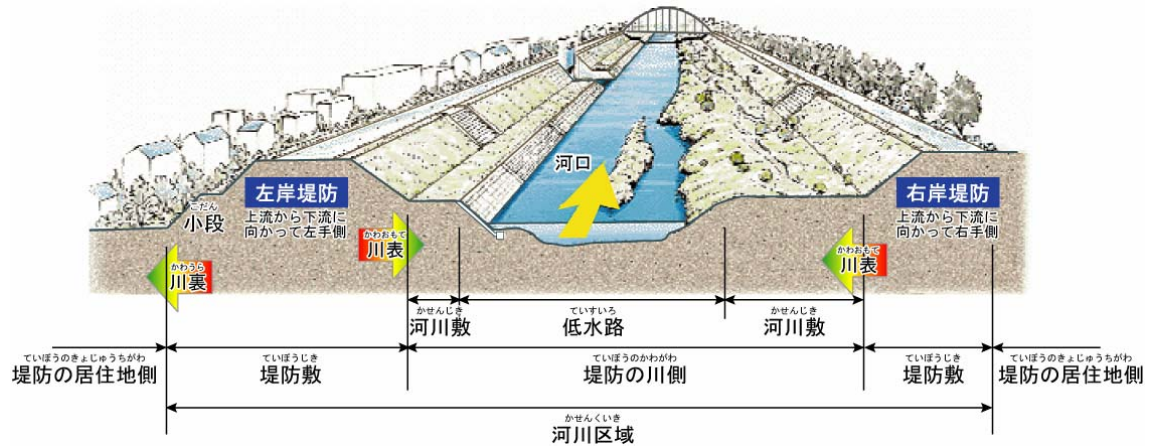 河口
左岸堤防
上流から下流に
向かって左手側
右岸堤防
上流から下流に
向かって右手側
こだん
小段
かわおもて
川表
かわおもて
川表
かわうら
川裏
かせんじき
河川敷
ていすいろ
低水路
かせんじき
河川敷
ていぼうのきょじゅうちがわ
堤防の居住地側
ていぼうじき
堤防敷
ていぼうのかわがわ
堤防の川側
ていぼうじき
堤防敷
ていぼうのきょじゅうちがわ
堤防の居住地側
かせんくいき
河川区域